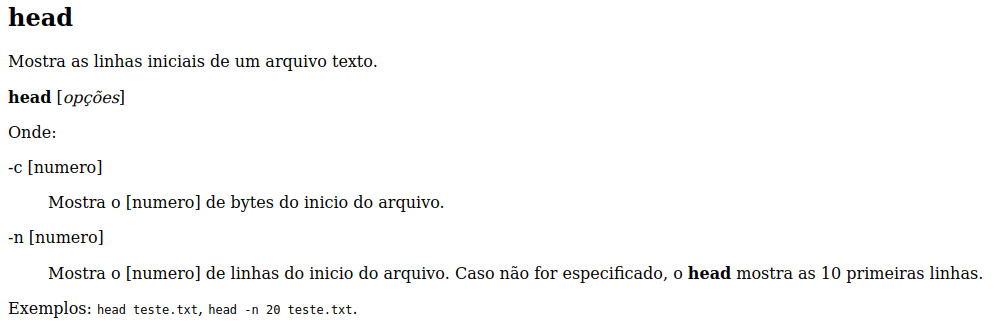 head
Mostra as linhas iniciais de um arquivo texto.
head [opções]
Onde:
-c [numero]
Mostra o [numero] de bytes do inicio do arquivo.
-n [numero]
Mostra o [numero] de linhas do inicio do arquivo. Caso não for especificado, o head mostra as 10 primeiras linhas.
Exemplos: head teste.txt, head -n 20 teste.txt.